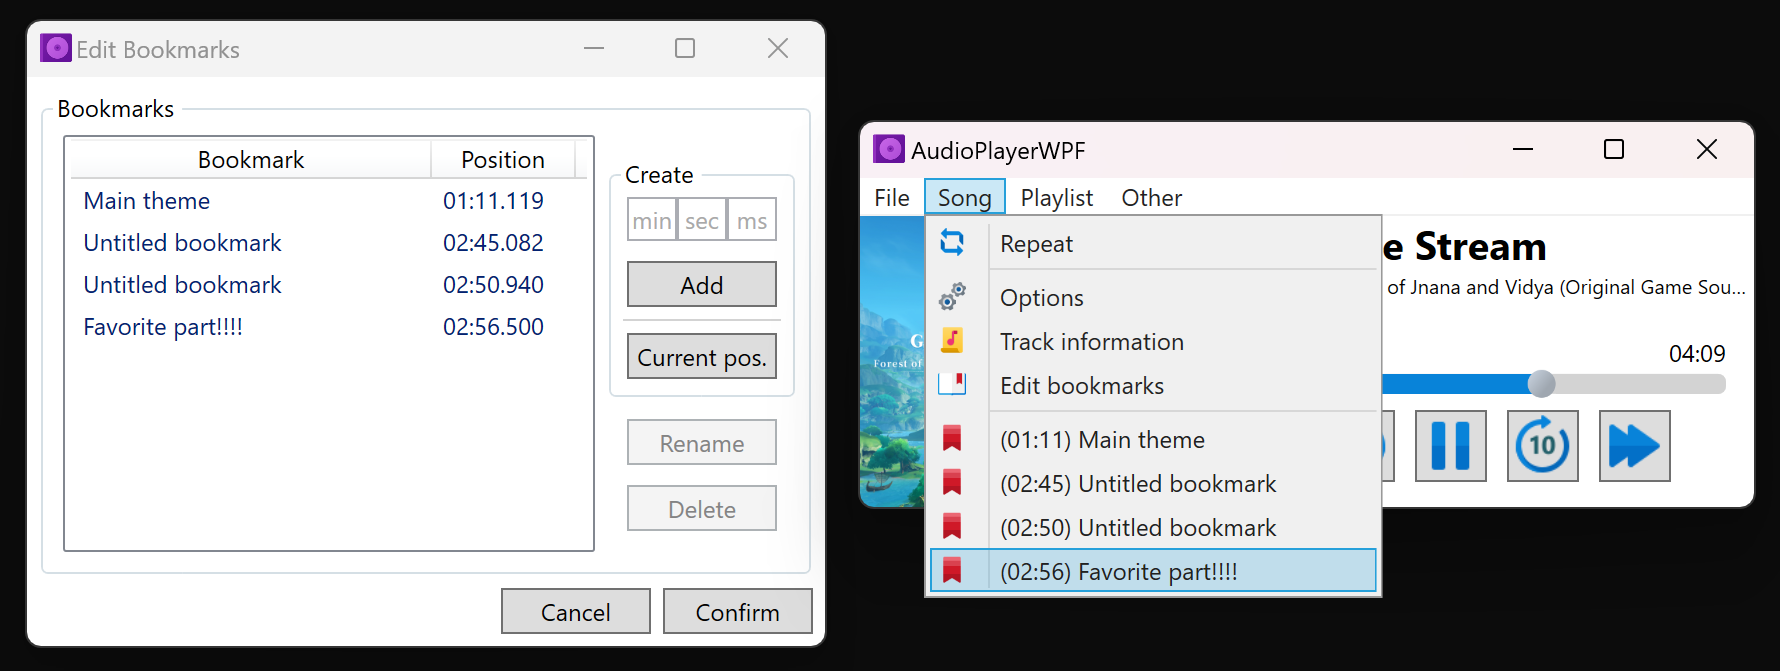 Edit Bookmarks
Bookmarks
Bookmark Position
Main theme 01:11.119
Untitled bookmark 02:45.082
Untitled bookmark 02:50.940
Favorite part!!!! 02:56.500
Create
min sec ms
Add
Current pos.
Rename
Delete
Cancel Confirm
AudioPlayerWPF
File Song Playlist Other
Repeat
Options
Track information
Edit bookmarks
(01:11) Main theme
(02:45) Untitled bookmark
(02:50) Untitled bookmark
(02:56) Favorite part!!!!
e Stream
of Jnana and Vidya (Original Game Sou...
04:09
10
G
Forest of